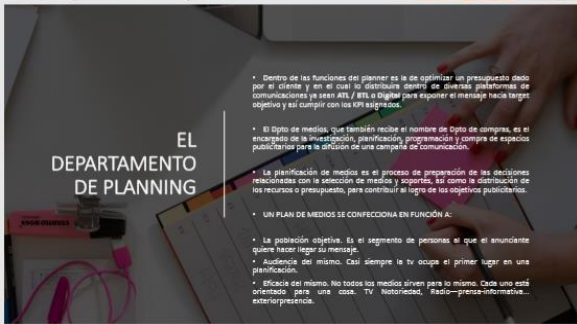 EL
DEPARTAMENTO
DE PLANNING
• Dentro de las funciones del planner es la de optimizar un presupuesto dado
por el cliente y en el cual lo distribuirá dentro de diversas plataformas de
comunicaciones ya sean ATL / BTL o Digital para exponer el mensaje hacia target
objetivo y así cumplir con los KPI asignados.
• El Dpto de medios, que también recibe el nombre de Dpto de compras, es el
encargado de la investigación, planificación, programación y compra de espacios
publicitarios para la difusión de una campaña de comunicación.
• La planificación de medios es el proceso de preparación de las decisiones
relacionadas con la selección de medios y soportes, así como la distribución de
los recursos o presupuesto, para contribuir al logro de los objetivos publicitarios.
• UN PLAN DE MEDIOS SE CONFECCIONA EN FUNCIÓN A:
• La población objetiva. Es el segmento de personas al que el anunciante
quiere hacer llegar su mensaje.
• Audiencia del mismo. Casi siempre la tv ocupa el primer lugar en una
planificación.
• Eficacia del mismo. No todos los medios sirven para lo mismo. Cada uno está
orientado para una cosa. TV Notoriedad, Radio—prensa-informativa...
exteriorpresencia.